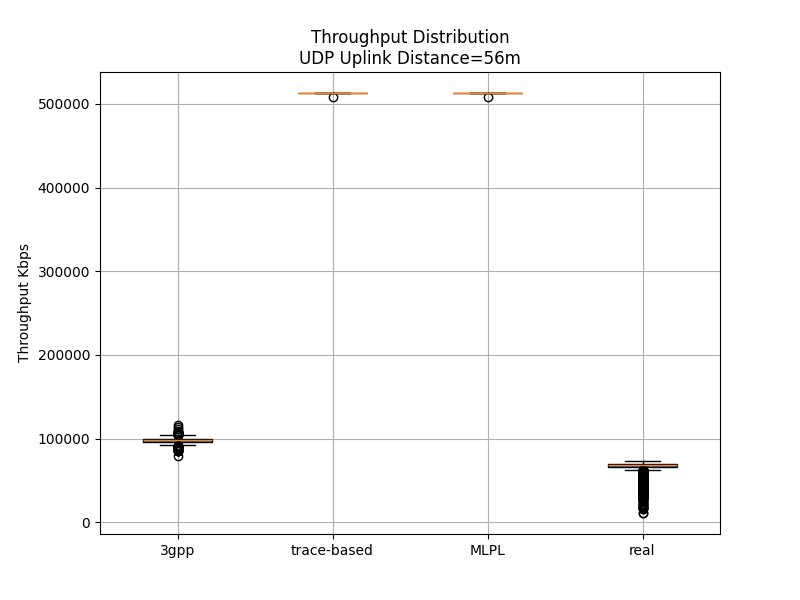 Throughput Distribution
UDP Uplink Distance=56m
Throughput Kbps
500000
400000
300000
200000
100000
0
3gpp
trace-based
MLPL
real